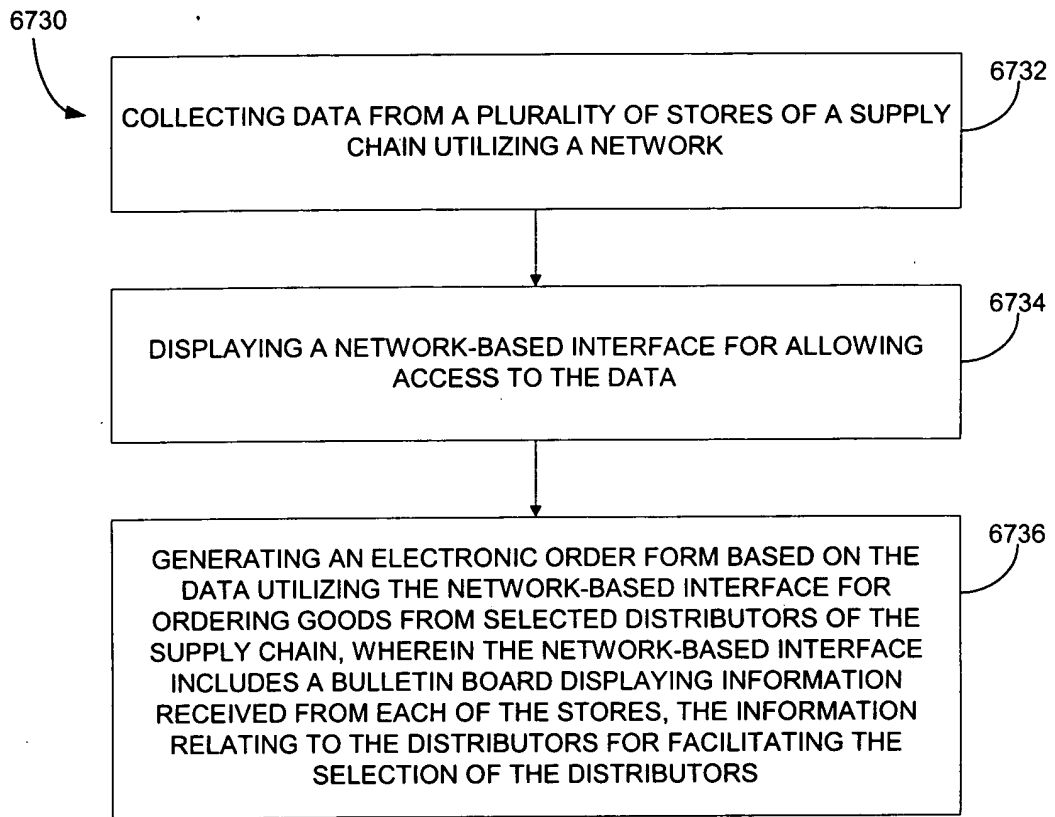 6730
6732
COLLECTING DATA FROM A PLURALITY OF STORES OF A SUPPLY
CHAIN UTILIZING A NETWORK
6734
DISPLAYING A NETWORK-BASED INTERFACE FOR ALLOWING
ACCESS TO THE DATA
6736
GENERATING AN ELECTRONIC ORDER FORM BASED ON THE
DATA UTILIZING THE NETWORK-BASED INTERFACE FOR
ORDERING GOODS FROM SELECTED DISTRIBUTORS OF THE
SUPPLY CHAIN, WHEREIN THE NETWORK-BASED INTERFACE
INCLUDES A BULLETIN BOARD DISPLAYING INFORMATION
RECEIVED FROM EACH OF THE STORES, THE INFORMATION
RELATING TO THE DISTRIBUTORS FOR FACILITATING THE
SELECTION OF THE DISTRIBUTORS